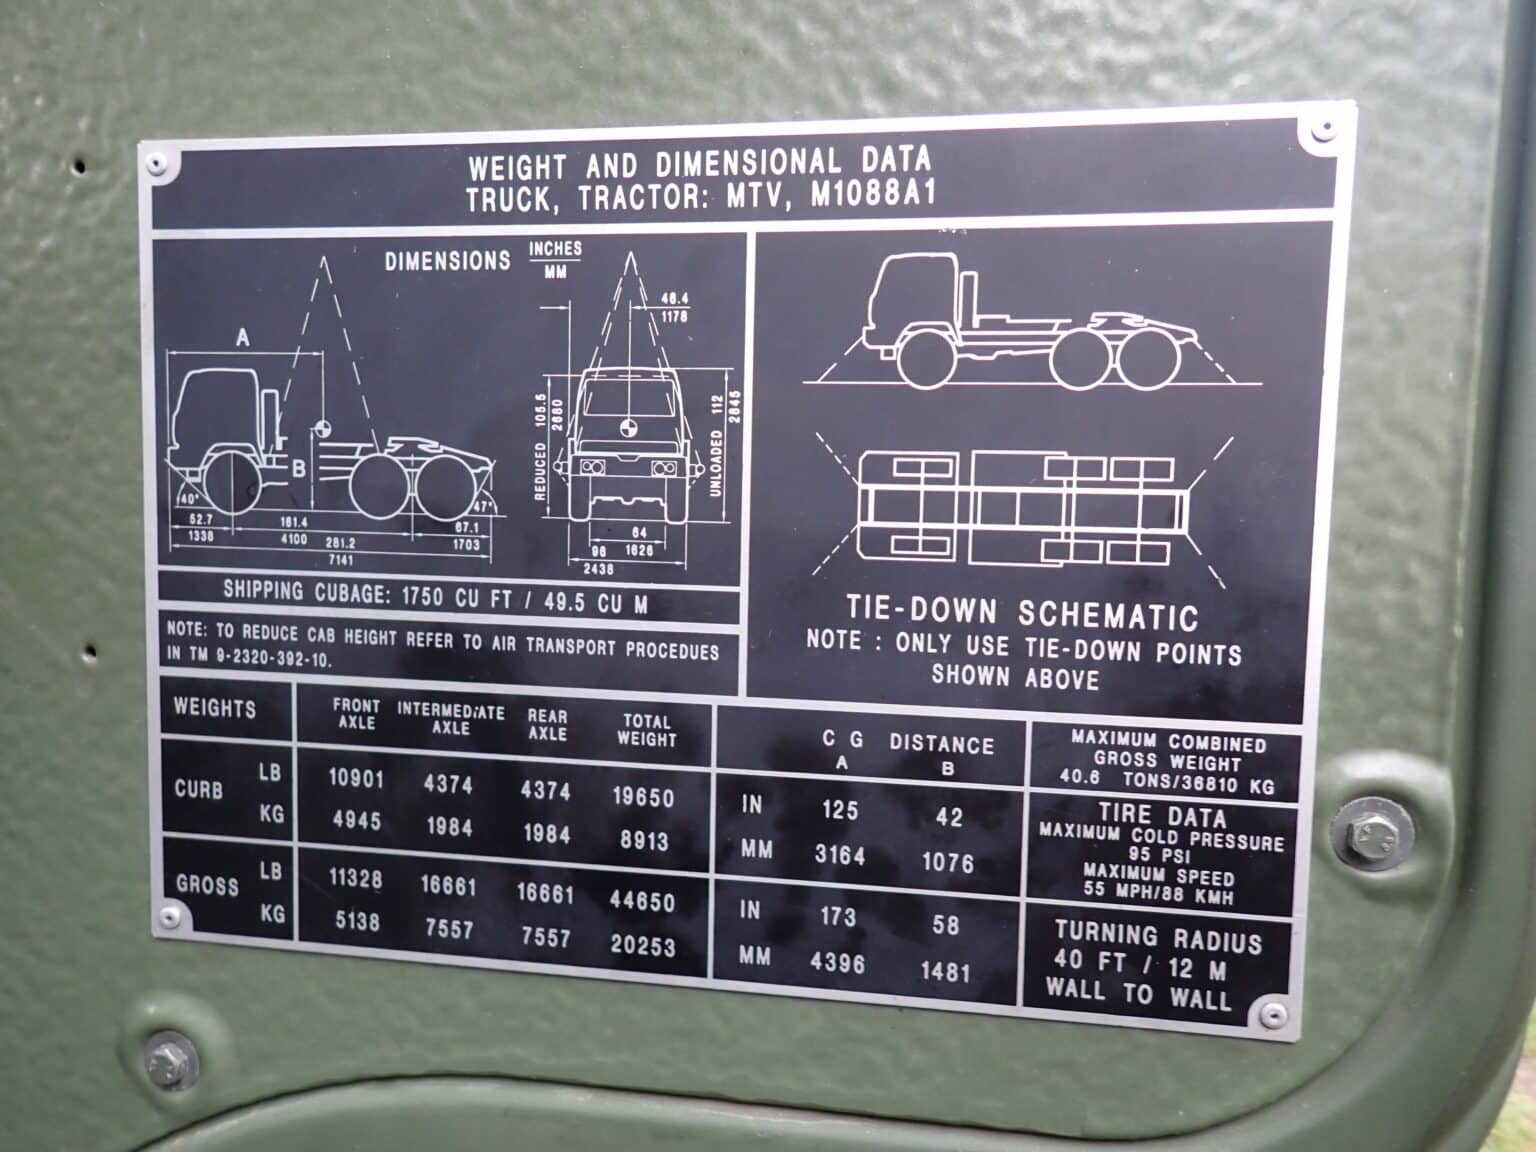 WEIGHT AND DIMENSIONAL DATA
TRUCK, TRACTOR: MTV, M1088A1
DIMENSIONS INCHES
MM
46.4
1178
A
B
40°
47°
52.7
1338
161.4
4100
67.1
1703
281.2
7141
REDUCED 105.5
2680
UNLOADED 112
2845
64
1626
96
2438
SHIPPING CUBAGE: 1750 CU FT / 49.5 CU M
NOTE: TO REDUCE CAB HEIGHT REFER TO AIR TRANSPORT PROCEDUES
IN TM 9-2320-392-10.
TIE-DOWN SCHEMATIC
NOTE : ONLY USE TIE-DOWN POINTS
SHOWN ABOVE
WEIGHTS FRONT AXLE INTERMEDIATE AXLE REAR AXLE TOTAL WEIGHT
CURB LB 10901 4374 4374 19650
KG 4945 1984 1984 8913
GROSS LB 11328 16661 16661 44650
KG 5138 7557 7557 20253
C G DISTANCE
A B
IN 125 42
MM 3164 1076
IN 173 58
MM 4396 1481
MAXIMUM COMBINED
GROSS WEIGHT
40.6 TONS/36810 KG
TIRE DATA
MAXIMUM COLD PRESSURE
95 PSI
MAXIMUM SPEED
55 MPH/88 KMH
TURNING RADIUS
40 FT / 12 M
WALL TO WALL